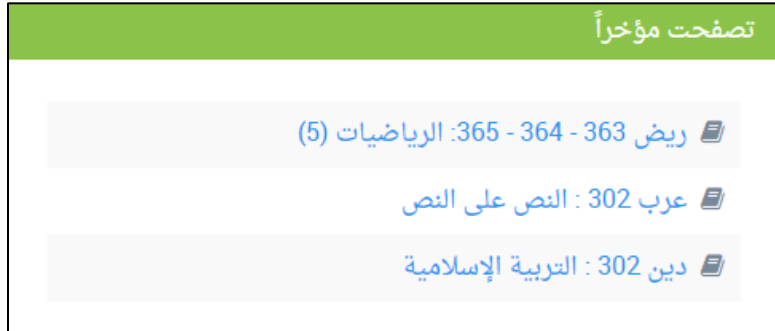 تصفحت مؤخراً
ريض 363 - 364 - 365: الرياضيات (5)
عرب 302 : النص على النص
دين 302 : التربية الإسلامية